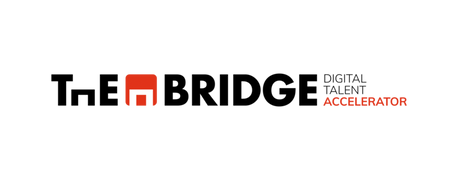 THE BRIDGE
DIGITAL
TALENT
ACCELERATOR